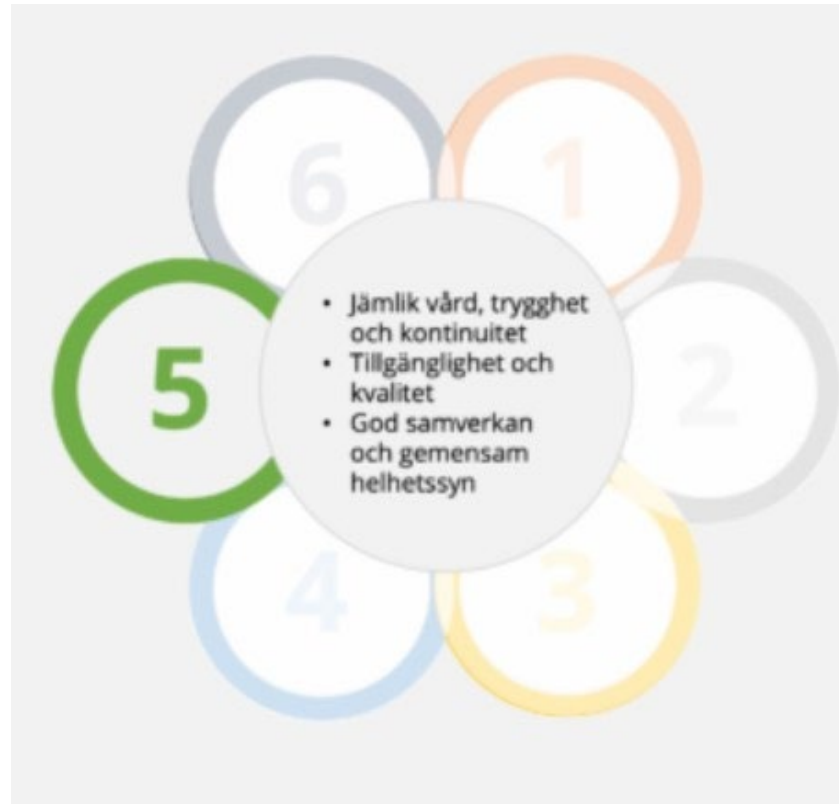 6
1
5
2
4
3
• Jämlik vård, trygghet
och kontinuitet
• Tillgänglighet och
kvalitet
• God samverkan
och gemensam
helhetssyn